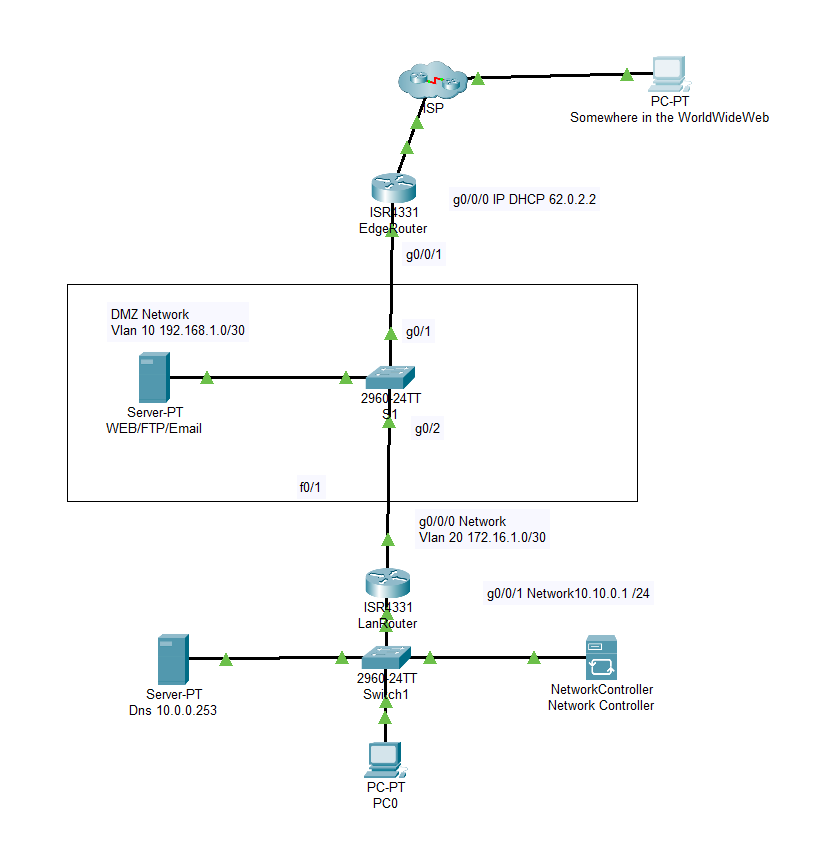 PC-PT
Somewhere in the WorldWideWeb
ISP
ISR4331
EdgeRouter
g0/0/0 IP DHCP 62.0.2.2
g0/0/1
DMZ Network
Vlan 10 192.168.1.0/30
g0/1
Server-PT
WEB/FTP/Email
2960-24TT
S1
g0/2
f0/1
g0/0/0 Network
Vlan 20 172.16.1.0/30
ISR4331
LanRouter
g0/0/1 Network10.10.0.1 /24
Server-PT
Dns 10.0.0.253
2960-24TT
Switch1
NetworkController
Network Controller
PC-PT
PC0